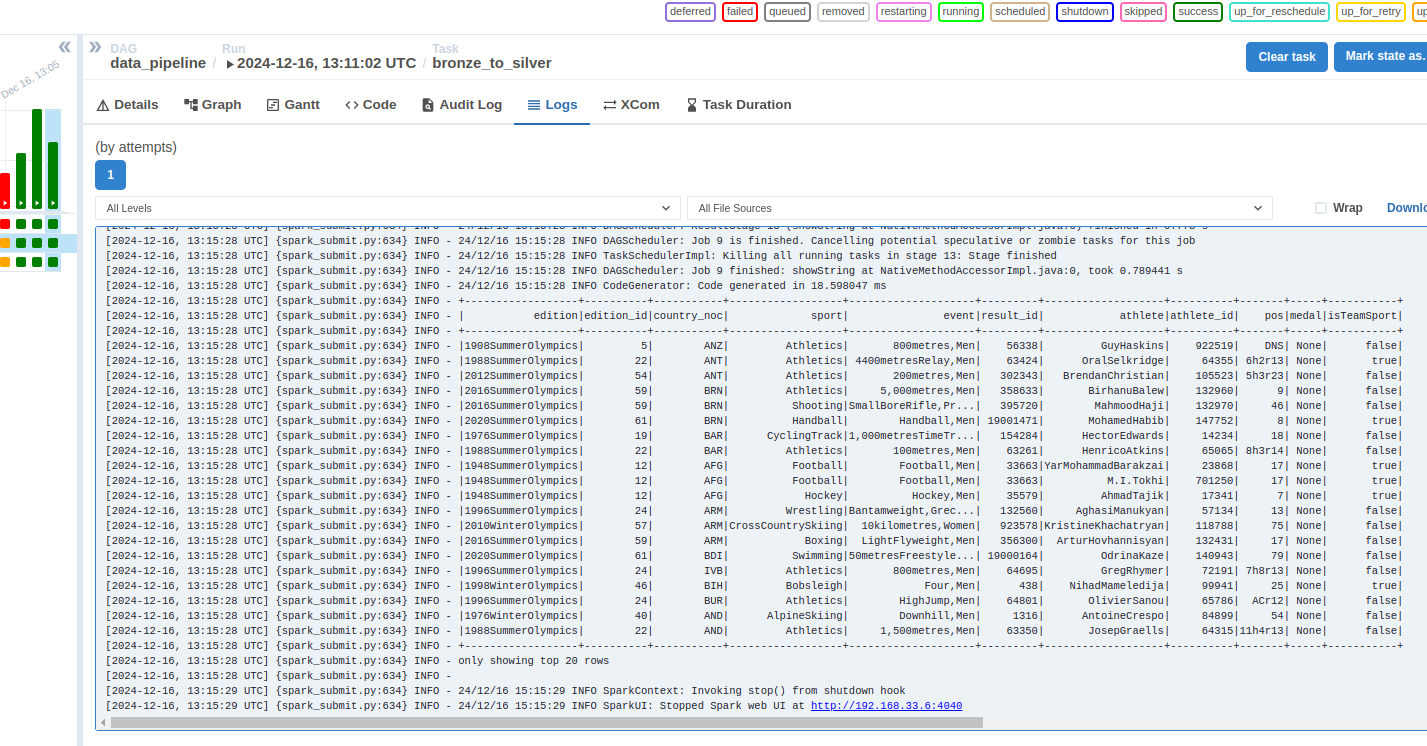 deferred failed queued removed restarting running scheduled shutdown skipped success up_for_reschedule up_for_retry up
« » DAG Run Task
Dec 16, 13:05
data_pipeline / 2024-12-16, 13:11:02 UTC / bronze_to_silver
Clear task Mark state as.
Details Graph Gantt Code Audit Log Logs XCom Task Duration
(by attempts)
1
All Levels All File Sources Wrap Downlo
[2024-12-16, 13:15:28 UTC] {spark_submit.py:634} INFO - 24/12/16 15:15:28 INFO DAGScheduler: Job 9 is finished. Cancelling potential speculative or zombie tasks for this job
[2024-12-16, 13:15:28 UTC] {spark_submit.py:634} INFO - 24/12/16 15:15:28 INFO TaskSchedulerImpl: Killing all running tasks in stage 13: Stage finished
[2024-12-16, 13:15:28 UTC] {spark_submit.py:634} INFO - 24/12/16 15:15:28 INFO DAGScheduler: Job 9 finished: showString at NativeMethodAccessorImpl.java:0, took 0.789441 s
[2024-12-16, 13:15:28 UTC] {spark_submit.py:634} INFO - 24/12/16 15:15:28 INFO CodeGenerator: Code generated in 18.598047 ms
[2024-12-16, 13:15:28 UTC] {spark_submit.py:634} INFO - +------------------+----------+-----------+------------------+--------------------+---------+-------------------+----------+-------+-----+-----------+
[2024-12-16, 13:15:28 UTC] {spark_submit.py:634} INFO - |           edition|edition_id|country_noc|             sport|               event|result_id|            athlete|athlete_id|    pos|medal|isTeamSport|
[2024-12-16, 13:15:28 UTC] {spark_submit.py:634} INFO - +------------------+----------+-----------+------------------+--------------------+---------+-------------------+----------+-------+-----+-----------+
[2024-12-16, 13:15:28 UTC] {spark_submit.py:634} INFO - |1908SummerOlympics|         5|        ANZ|         Athletics|       800metres,Men|    56338|         GuyHaskins|    922519|    DNS| None|      false|
[2024-12-16, 13:15:28 UTC] {spark_submit.py:634} INFO - |1988SummerOlympics|        22|        ANT|         Athletics| 4400metresRelay,Men|    63424|      OralSelkridge|     64355| 6h2r13| None|       true|
[2024-12-16, 13:15:28 UTC] {spark_submit.py:634} INFO - |2012SummerOlympics|        54|        ANT|         Athletics|       200metres,Men|   302343|   BrendanChristian|    105523| 5h3r23| None|      false|
[2024-12-16, 13:15:28 UTC] {spark_submit.py:634} INFO - |2016SummerOlympics|        59|        BRN|         Athletics|     5,000metres,Men|   358633|       BirhanuBalew|    132960|      9| None|      false|
[2024-12-16, 13:15:28 UTC] {spark_submit.py:634} INFO - |2016SummerOlympics|        59|        BRN|          Shooting|SmallBoreRifle,Pr...|   395720|        MahmoodHaji|    132970|     46| None|      false|
[2024-12-16, 13:15:28 UTC] {spark_submit.py:634} INFO - |2020SummerOlympics|        61|        BRN|          Handball|        Handball,Men| 19001471|       MohamedHabib|    147752|      8| None|       true|
[2024-12-16, 13:15:28 UTC] {spark_submit.py:634} INFO - |1976SummerOlympics|        19|        BAR|      CyclingTrack|1,000metresTimeTr...|   154284|      HectorEdwards|     14234|     18| None|      false|
[2024-12-16, 13:15:28 UTC] {spark_submit.py:634} INFO - |1988SummerOlympics|        22|        BAR|         Athletics|       100metres,Men|    63261|      HenricoAtkins|     65065| 8h3r14| None|      false|
[2024-12-16, 13:15:28 UTC] {spark_submit.py:634} INFO - |1948SummerOlympics|        12|        AFG|          Football|        Football,Men|    33663|YarMohammadBarakzai|     23868|     17| None|       true|
[2024-12-16, 13:15:28 UTC] {spark_submit.py:634} INFO - |1948SummerOlympics|        12|        AFG|          Football|        Football,Men|    33663|          M.I.Tokhi|    701250|     17| None|       true|
[2024-12-16, 13:15:28 UTC] {spark_submit.py:634} INFO - |1948SummerOlympics|        12|        AFG|            Hockey|          Hockey,Men|    35579|         AhmadTajik|     17341|      7| None|       true|
[2024-12-16, 13:15:28 UTC] {spark_submit.py:634} INFO - |1996SummerOlympics|        24|        ARM|         Wrestling|Bantamweight,Grec...|   132560|     AghasiManukyan|     57134|     13| None|      false|
[2024-12-16, 13:15:28 UTC] {spark_submit.py:634} INFO - |2010WinterOlympics|        57|        ARM|CrossCountrySkiing|  10kilometres,Women|   923578|KristineKhachatryan|    118788|     75| None|      false|
[2024-12-16, 13:15:28 UTC] {spark_submit.py:634} INFO - |2016SummerOlympics|        59|        ARM|            Boxing|  LightFlyweight,Men|   356300|  ArturHovhannisyan|    132431|     17| None|      false|
[2024-12-16, 13:15:28 UTC] {spark_submit.py:634} INFO - |2020SummerOlympics|        61|        BDI|          Swimming|50metresFreestyle...| 19000164|         OdrinaKaze|    140943|     79| None|      false|
[2024-12-16, 13:15:28 UTC] {spark_submit.py:634} INFO - |1996SummerOlympics|        24|        IVB|         Athletics|       800metres,Men|    64695|         GregRhymer|     72191| 7h8r13| None|      false|
[2024-12-16, 13:15:28 UTC] {spark_submit.py:634} INFO - |1998WinterOlympics|        46|        BIH|         Bobsleigh|            Four,Men|      438|    NihadMameledija|     99941|     25| None|       true|
[2024-12-16, 13:15:28 UTC] {spark_submit.py:634} INFO - |1996SummerOlympics|        24|        BUR|         Athletics|        HighJump,Men|    64801|       OlivierSanou|     65786|  ACr12| None|      false|
[2024-12-16, 13:15:28 UTC] {spark_submit.py:634} INFO - |1976WinterOlympics|        40|        AND|      AlpineSkiing|        Downhill,Men|     1316|      AntoineCrespo|     84899|     54| None|      false|
[2024-12-16, 13:15:28 UTC] {spark_submit.py:634} INFO - |1988SummerOlympics|        22|        AND|         Athletics|     1,500metres,Men|    63350|       JosepGraells|     64315|11h4r13| None|      false|
[2024-12-16, 13:15:28 UTC] {spark_submit.py:634} INFO - +------------------+----------+-----------+------------------+--------------------+---------+-------------------+----------+-------+-----+-----------+
[2024-12-16, 13:15:28 UTC] {spark_submit.py:634} INFO - only showing top 20 rows
[2024-12-16, 13:15:28 UTC] {spark_submit.py:634} INFO -
[2024-12-16, 13:15:29 UTC] {spark_submit.py:634} INFO - 24/12/16 15:15:29 INFO SparkContext: Invoking stop() from shutdown hook
[2024-12-16, 13:15:29 UTC] {spark_submit.py:634} INFO - 24/12/16 15:15:29 INFO SparkUI: Stopped Spark web UI at http://192.168.33.6:4040